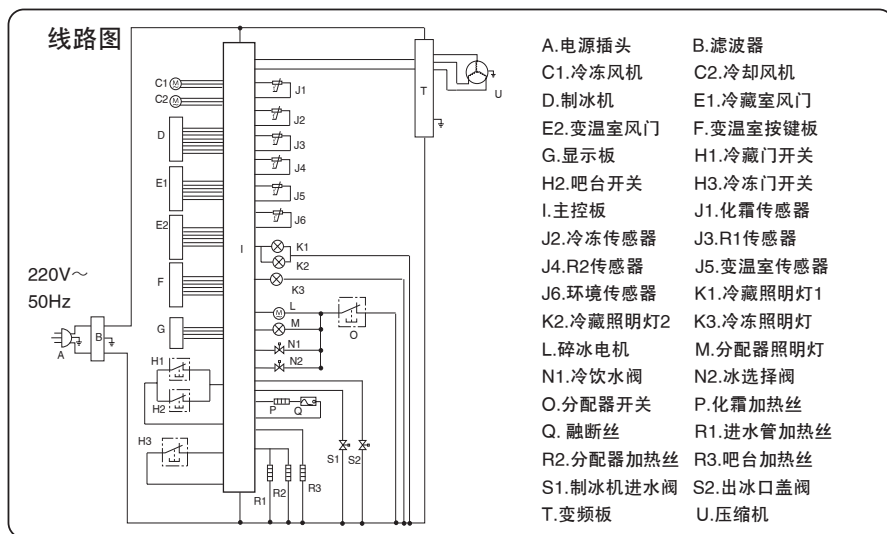 线路图
C1
C2
D
E1
E2
F
G
H1
H2
H3
I
J1
J2
J3
J4
J5
J6
K1
K2
K3
L
M
N1
N2
O
P
Q
R1
R2
R3
S1
S2
T
U
220V～
50Hz
A
B
A.电源插头 B.滤波器
C1.冷冻风机 C2.冷却风机
D.制冰机 E1.冷藏室风门
E2.变温室风门 F.变温室按键板
G.显示板 H1.冷藏门开关
H2.吧台开关 H3.冷冻门开关
I.主控板 J1.化霜传感器
J2.冷冻传感器 J3.R1传感器
J4.R2传感器 J5.变温室传感器
J6.环境传感器 K1.冷藏照明灯1
K2.冷藏照明灯2 K3.冷冻照明灯
L.碎冰电机 M.分配器照明灯
N1.冷饮水阀 N2.冰选择阀
O.分配器开关 P.化霜加热丝
Q. 融断丝 R1.进水管加热丝
R2.分配器加热丝 R3.吧台加热丝
S1.制冰机进水阀 S2.出冰口盖阀
T.变频板 U.压缩机